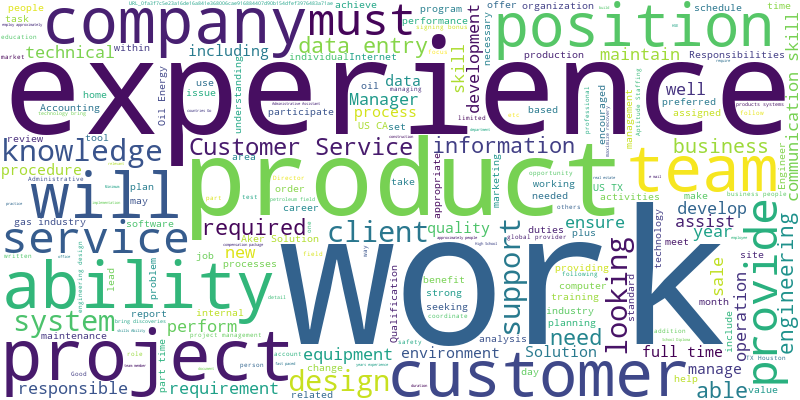 people
task
company
must
achieve
program
performance
offer
organization
position
schedule
time
Responsibilities
education
technical
within
including
data entry
individual
Internet
skill
development
necessary
production
maintain
communication skill
market
experience
home
Accounting
Oil Energy
use
issue
understanding
oil
participate
Manager
process
US CA
data
set
limited
based
professional
encouraged
management
well
preferred
assigned
products systems
follow
review
tool
knowledge
procedure
Administrative
plan
may
Customer Service
information
business
team
Engineer
area
order
career
test
product
take
appropriate
marketing
opportunity
working
needed
others
US TX
activities
real estate
make
business people
will
gas industry
software
required
Aker Solution
client
quality
duties
global provider
plus
ensure
develop
assist
year
service
written
engineering design
lead
problem
job
processes
new
field
work
support
providing
following
looking
standard
technology
meet
site
operation
sale
provide
engineering
ability
system
report
bring discoveries
perform
internal
project management
detail
Qualification
benefit
strong
seeking
coordinate
High School
computer
training
industry
planning
need
month
include
addition
TX Houston
project
maintenance
Good
role
part time
account
person
change
equipment
environment
safety
analysis
Solution
day
full time
manage
help
able
value
responsible
requirement
design
related
customer